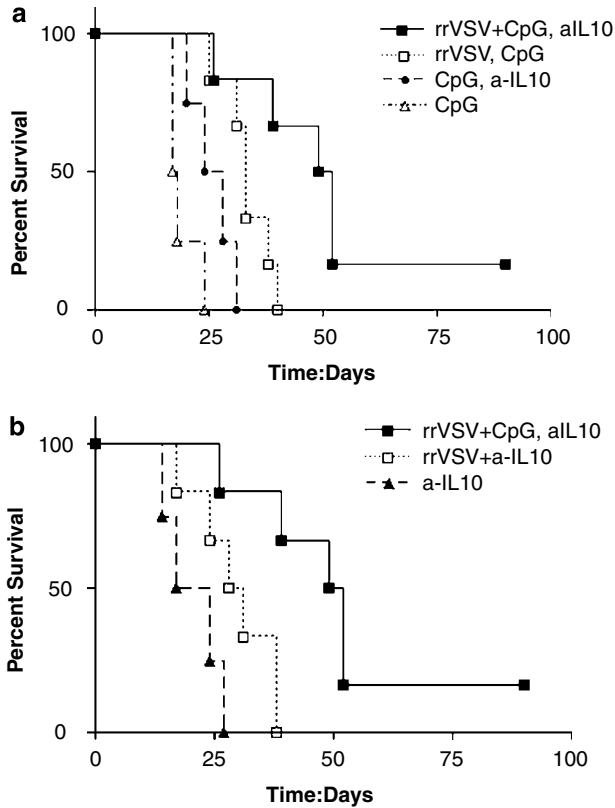 a
rrVSV+CpG, aIL10
rrVSV, CpG
CpG, a-IL10
CpG
Percent Survival
100
50
0
0
25
50
75
100
Time:Days
b
rrVSV+CpG, aIL10
rrVSV+a-IL10
a-IL10
Percent Survival
100
50
0
0
25
50
75
100
Time:Days